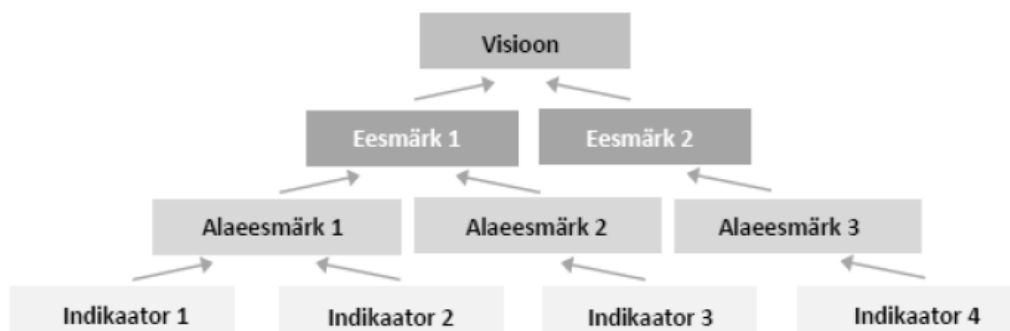 Visioon
Eesmärk 1
Eesmärk 2
Alaeesmärk 1
Alaeesmärk 2
Alaeesmärk 3
Indikaator 1
Indikaator 2
Indikaator 3
Indikaator 4